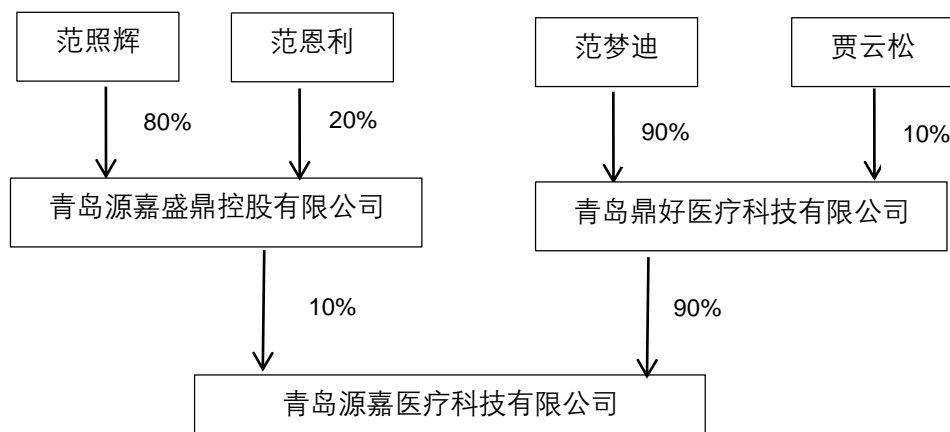 范照辉
范恩利
范梦迪
贾云松
80%
20%
90%
10%
青岛源嘉盛鼎控股有限公司
青岛鼎好医疗科技有限公司
10%
90%
青岛源嘉医疗科技有限公司